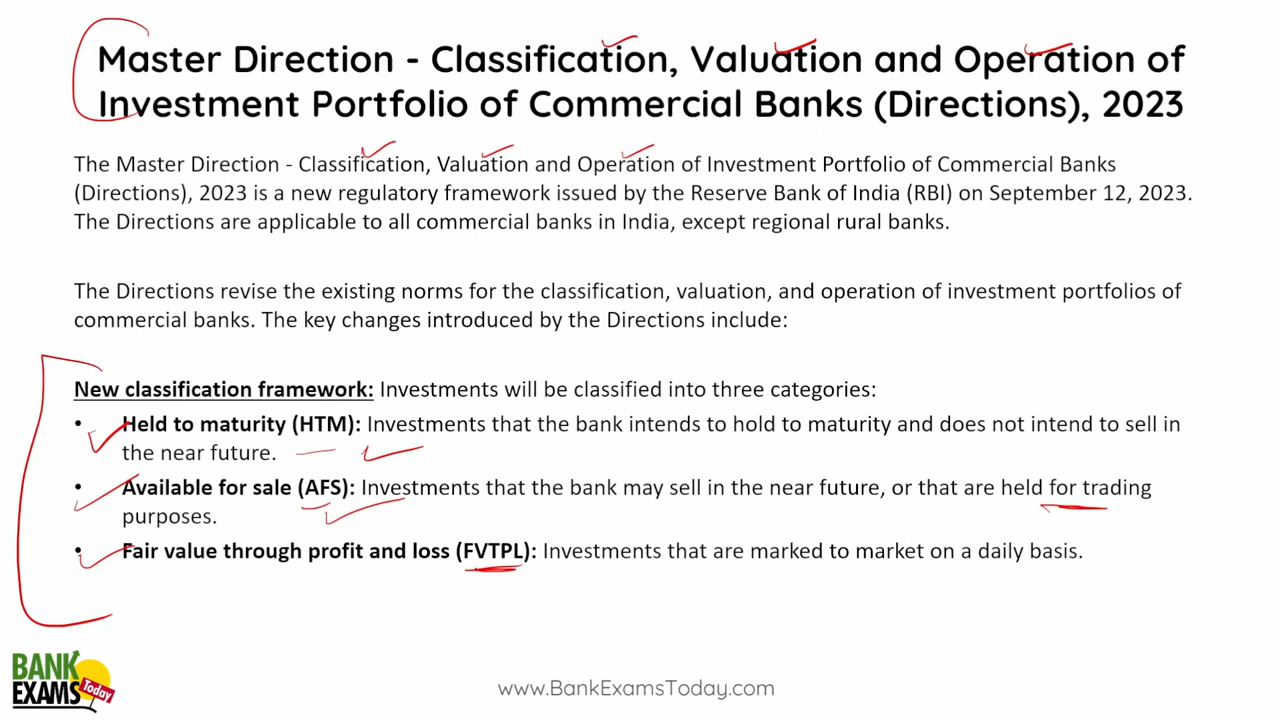 Master Direction - Classification, Valuation and Operation of
Investment Portfolio of Commercial Banks (Directions), 2023
The Master Direction - Classification, Valuation and Operation of Investment Portfolio of Commercial Banks
(Directions), 2023 is a new regulatory framework issued by the Reserve Bank of India (RBI) on September 12, 2023.
The Directions are applicable to all commercial banks in India, except regional rural banks.
The Directions revise the existing norms for the classification, valuation, and operation of investment portfolios of
commercial banks. The key changes introduced by the Directions include:
New classification framework: Investments will be classified into three categories:
• Held to maturity (HTM): Investments that the bank intends to hold to maturity and does not intend to sell in
the near future.
• Available for sale (AFS): Investments that the bank may sell in the near future, or that are held for trading
purposes.
• Fair value through profit and loss (FVTPL): Investments that are marked to market on a daily basis.
BANK
EXAMS
Today
www.BankExamsToday.com